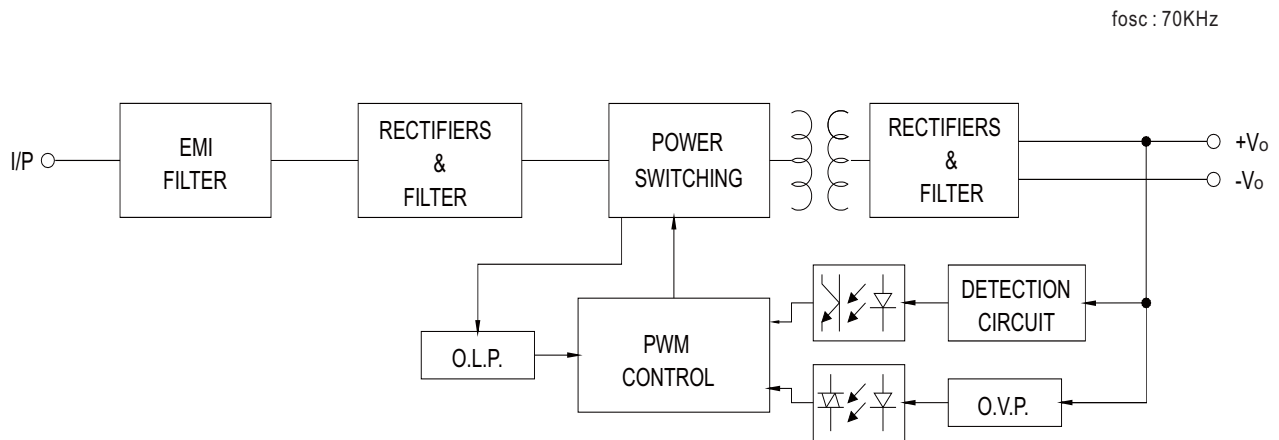 fosc : 70KHz
I/P
EMI
FILTER
RECTIFIERS
&
FILTER
POWER
SWITCHING
RECTIFIERS
&
FILTER
+Vo
-Vo
O.L.P.
PWM
CONTROL
DETECTION
CIRCUIT
O.V.P.